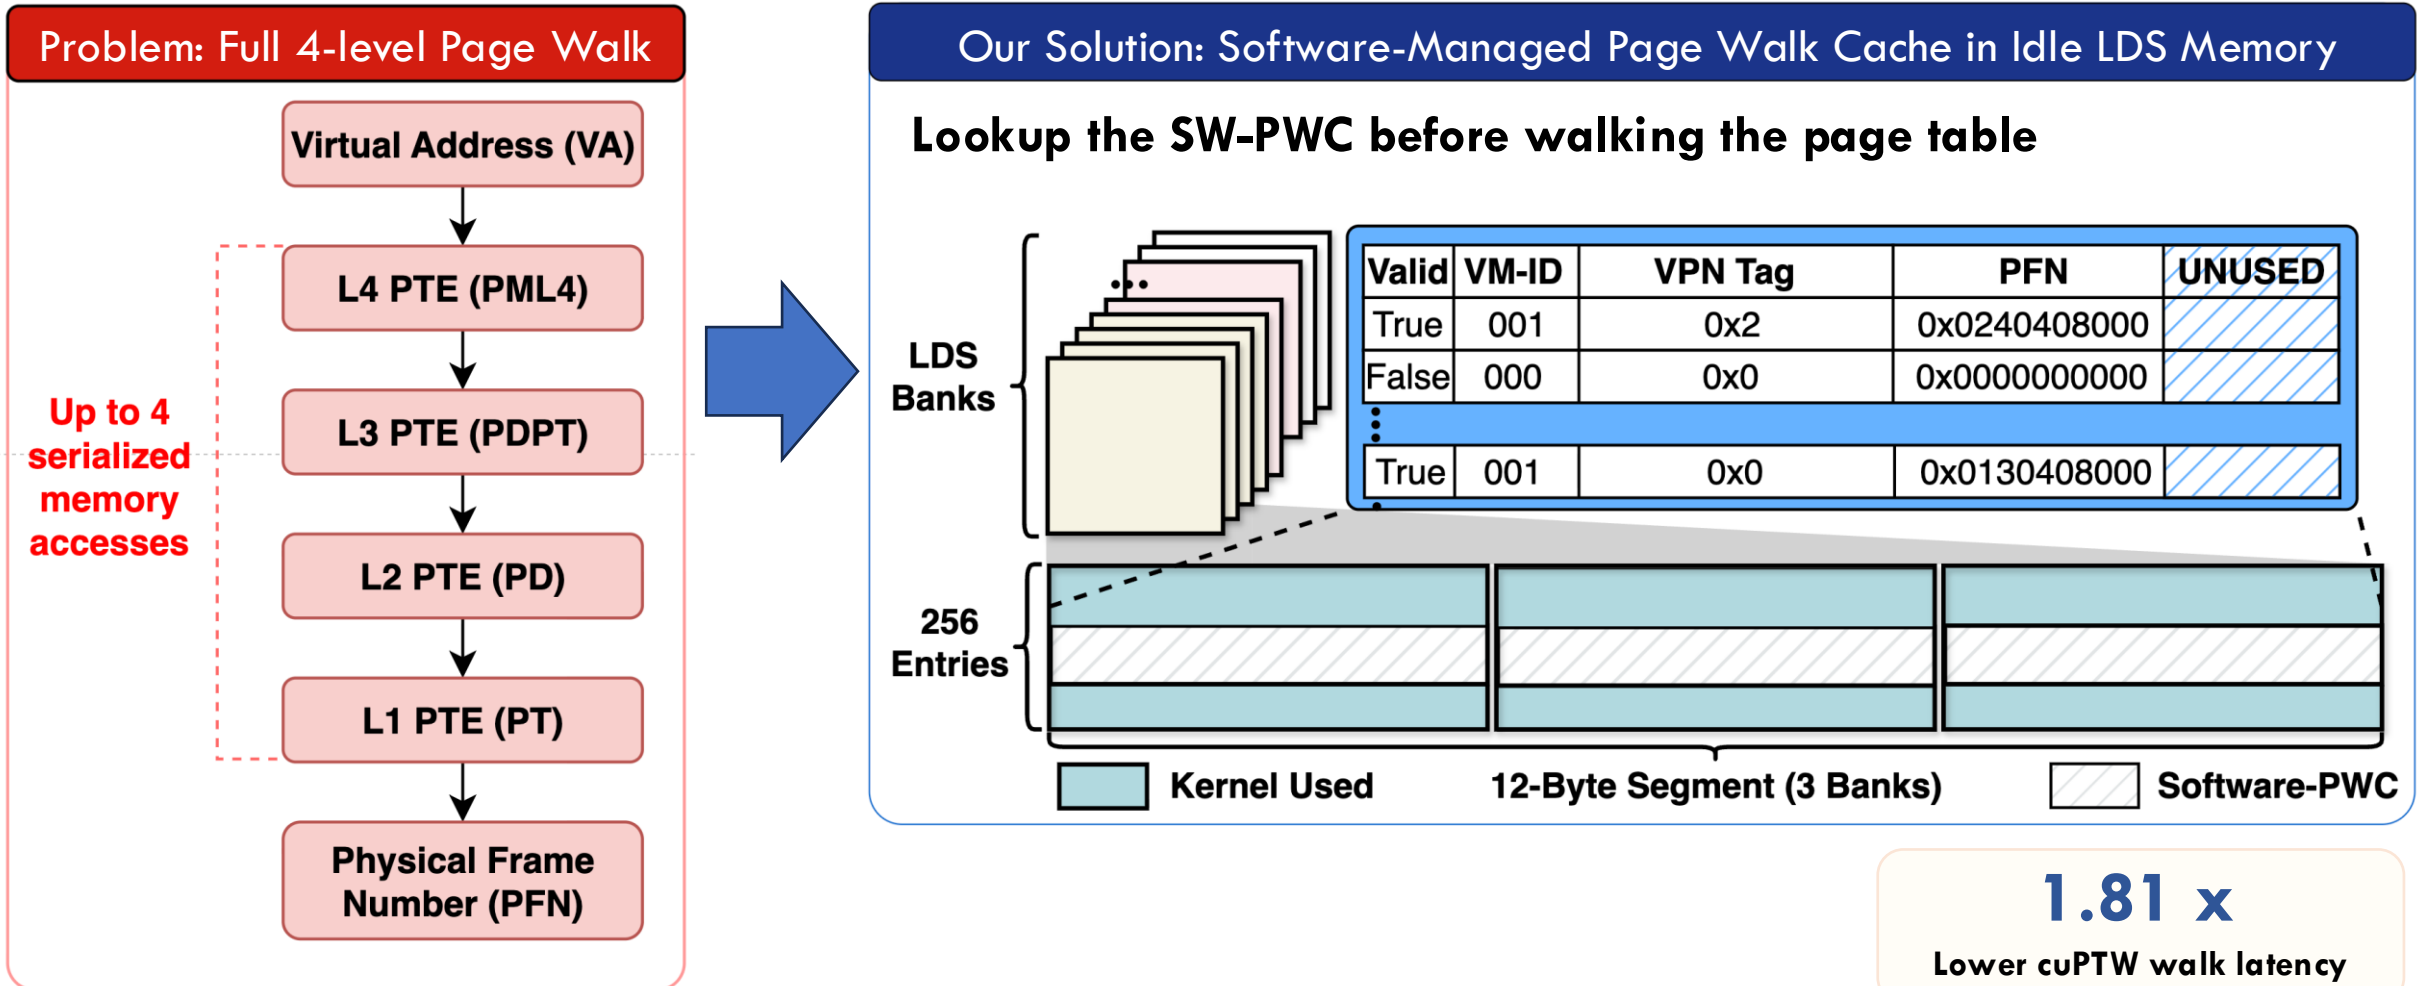 Problem: Full 4-level Page Walk
Virtual Address (VA)
L4 PTE (PML4)
L3 PTE (PDPT)
L2 PTE (PD)
L1 PTE (PT)
Physical Frame
Number (PFN)
Up to 4
serialized
memory
accesses
Our Solution: Software-Managed Page Walk Cache in Idle LDS Memory
Lookup the SW-PWC before walking the page table
LDS
Banks
Valid VM-ID VPN Tag PFN UNUSED
True 001 0x2 0x0240408000
False 000 0x0 0x0000000000
True 001 0x0 0x0130408000
256
Entries
Kernel Used
12-Byte Segment (3 Banks)
Software-PWC
1.81 x
Lower cuPTW walk latency